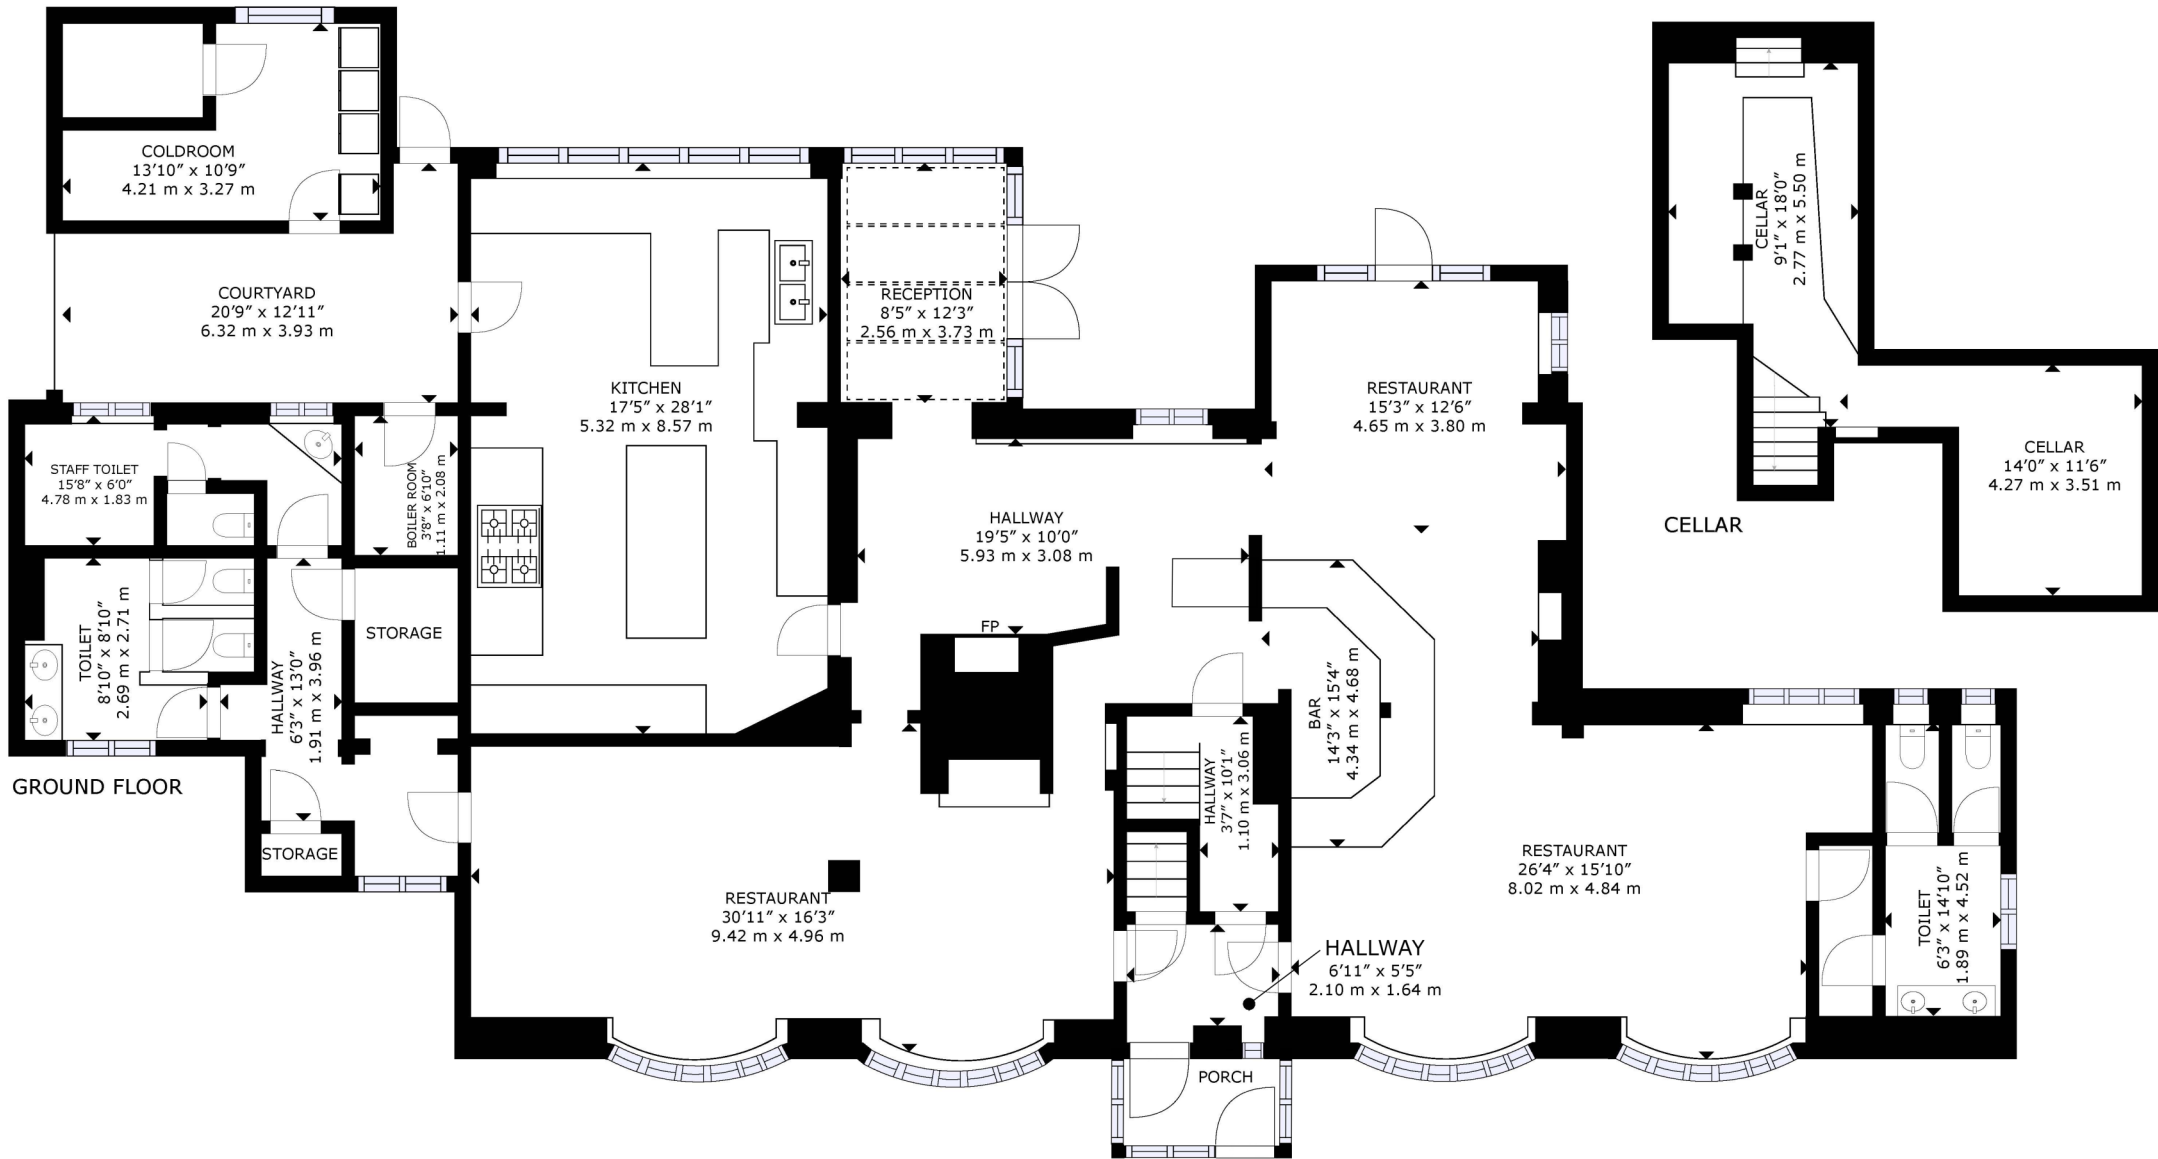 COLDROOM
13'10" x 10'9"
4.21 m x 3.27 m
COURTYARD
20'9" x 12'11"
6.32 m x 3.93 m
KITCHEN
17'5" x 28'1"
5.32 m x 8.57 m
RECEPTION
8'5" x 12'3"
2.56 m x 3.73 m
RESTAURANT
15'3" x 12'6"
4.65 m x 3.80 m
CELLAR
9'1" x 18'0"
2.77 m x 5.50 m
CELLAR
14'0" x 11'6"
4.27 m x 3.51 m
CELLAR
STAFF TOILET
15'8" x 6'0"
4.78 m x 1.83 m
BOILER ROOM
3'8" x 6'10"
1.11 m x 2.08 m
HALLWAY
19'5" x 10'0"
5.93 m x 3.08 m
FP
TOILET
8'10" x 8'10"
2.69 m x 2.71 m
HALLWAY
6'3" x 13'0"
1.91 m x 3.96 m
STORAGE
GROUND FLOOR
STORAGE
RESTAURANT
30'11" x 16'3"
9.42 m x 4.96 m
HALLWAY
3'7" x 10'1"
1.10 m x 3.06 m
BAR
14'3" x 15'4"
4.34 m x 4.68 m
RESTAURANT
26'4" x 15'10"
8.02 m x 4.84 m
TOILET
6'3" x 14'10"
1.89 m x 4.52 m
HALLWAY
6'11" x 5'5"
2.10 m x 1.64 m
PORCH